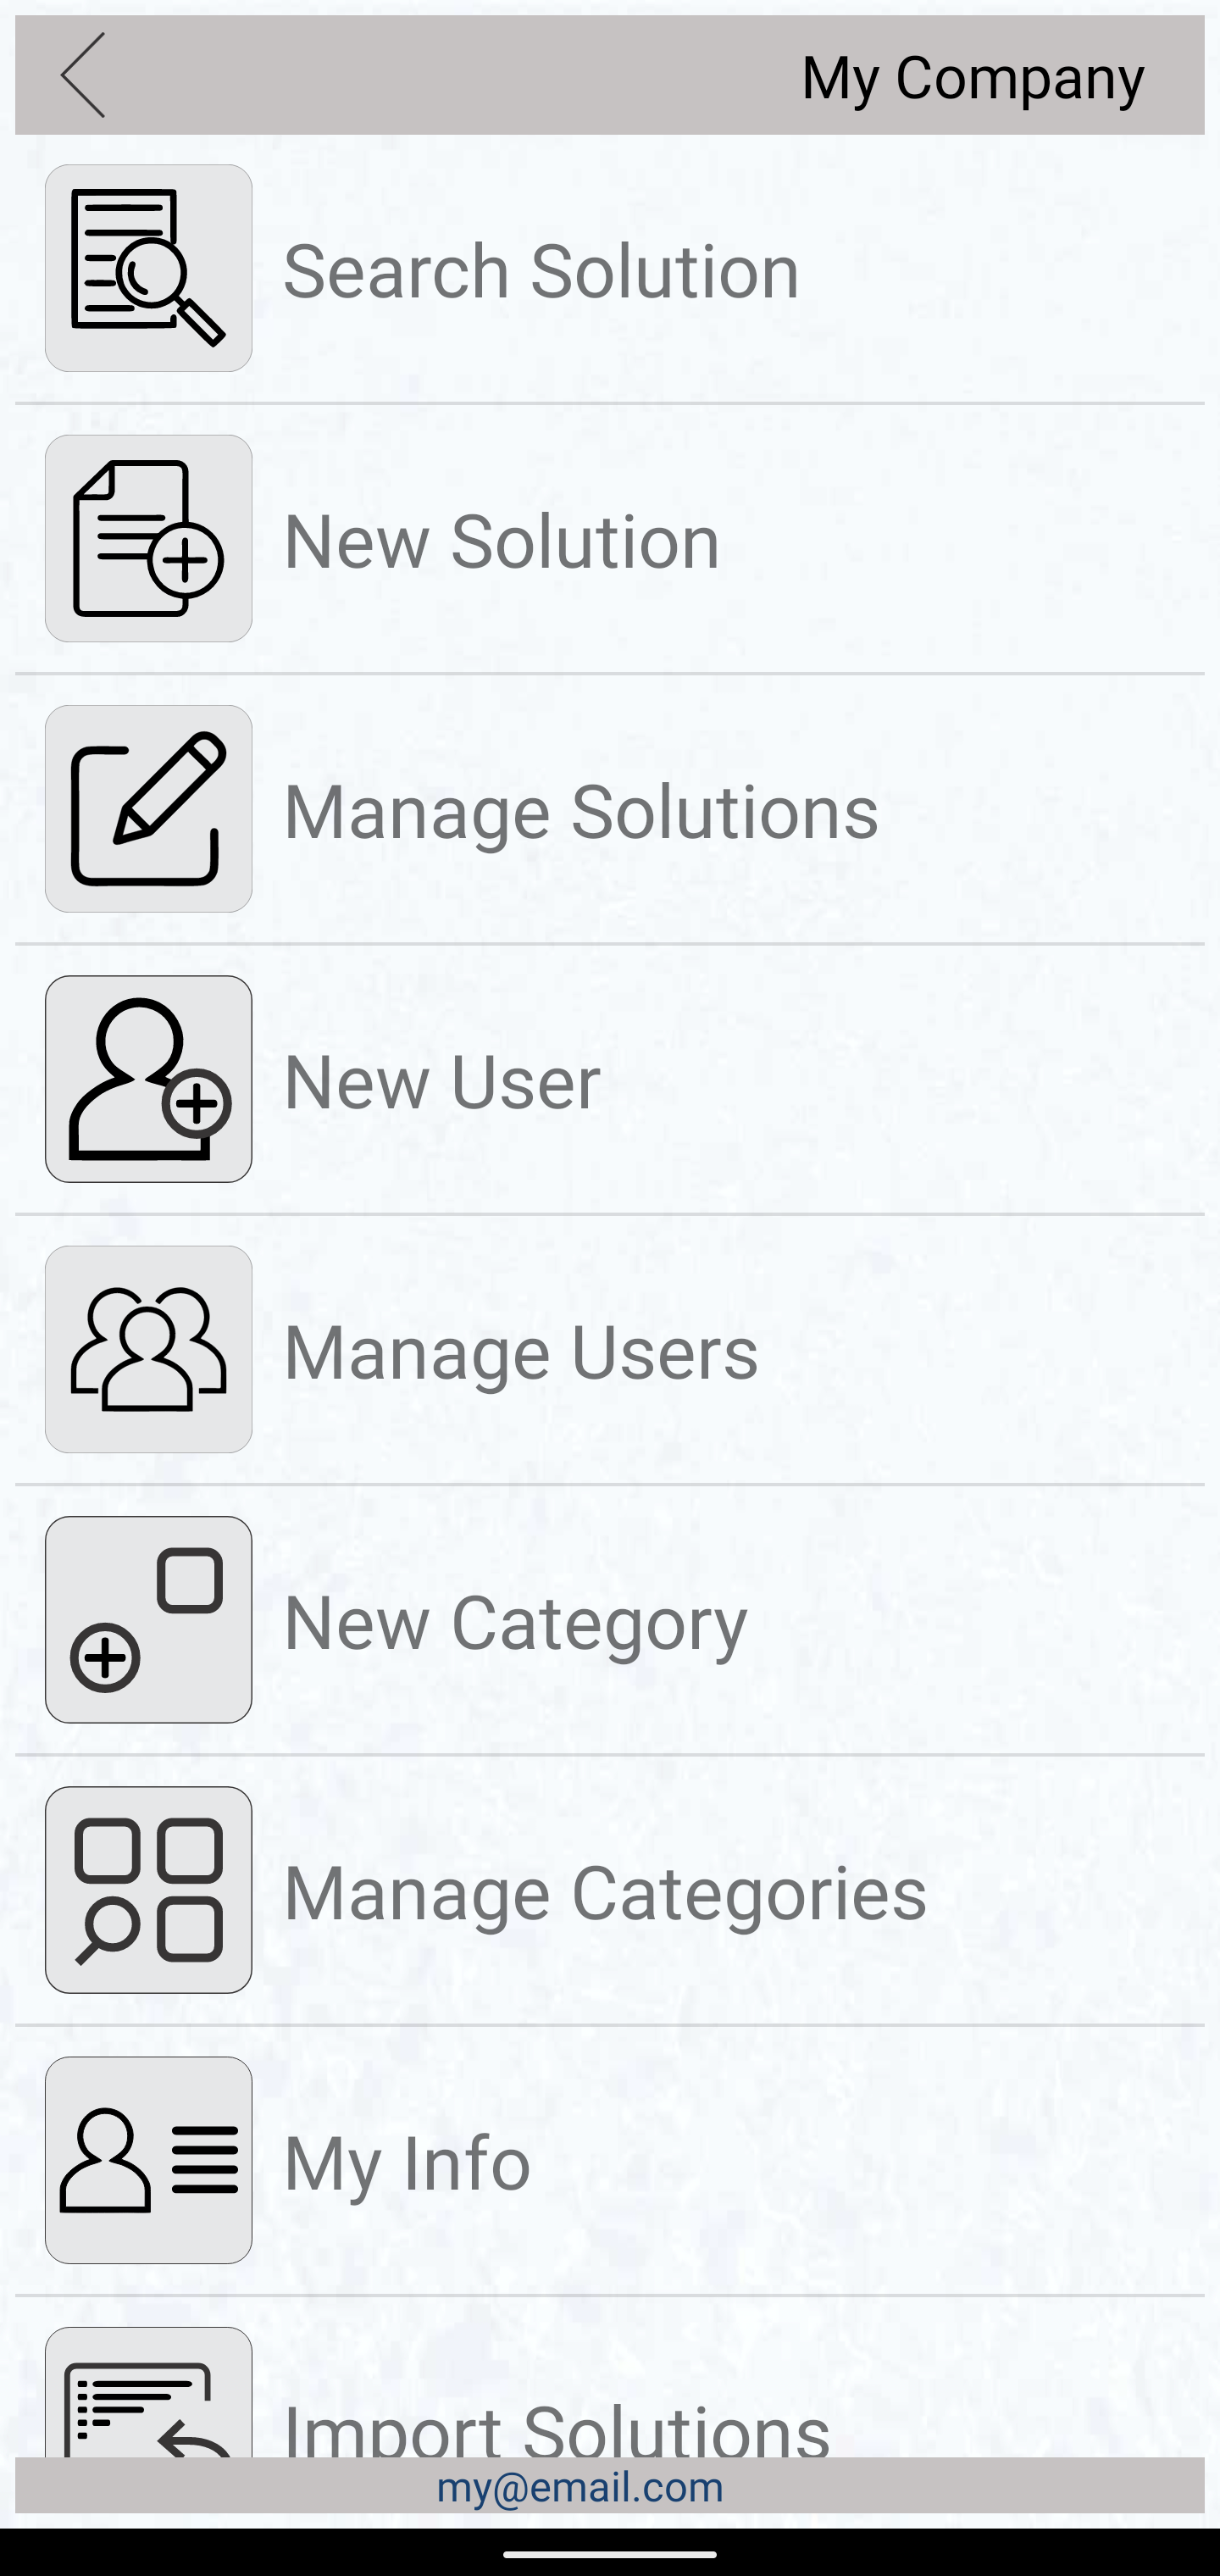 My Company
Search Solution
New Solution
Manage Solutions
New User
Manage Users
New Category
Manage Categories
My Info
Import Solutions
my@email.com